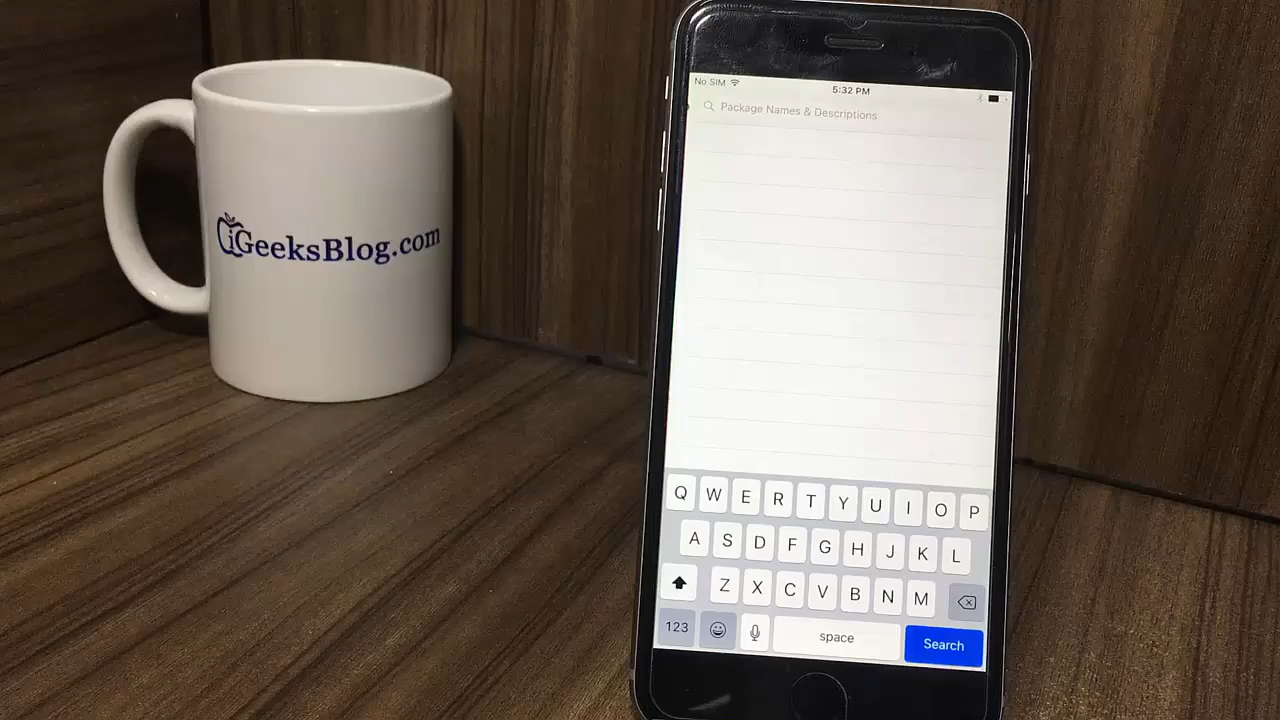 iGeeksBlog.com
No SIM
5:32 PM
Package Names & Descriptions
Q W E R T Y U I O P
A S D F G H J K L
Z X C V B N M
123 space Search